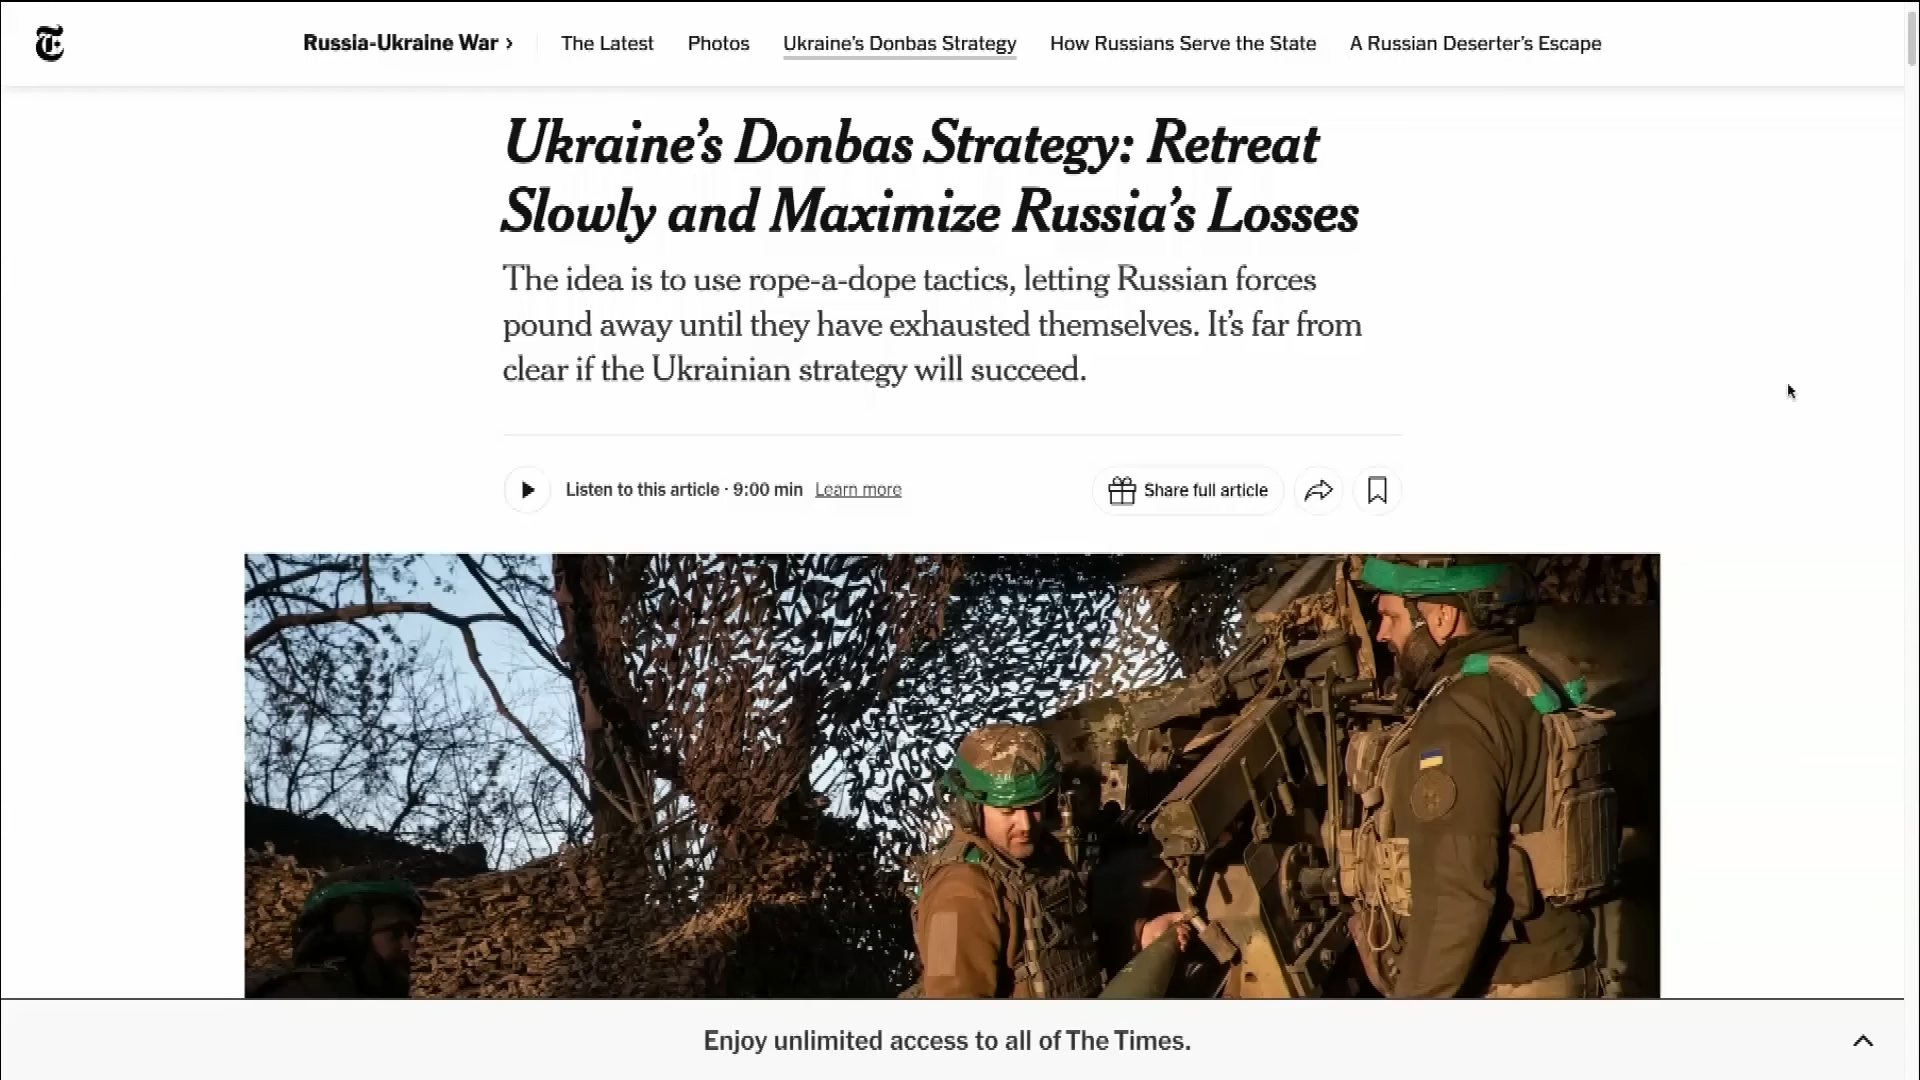 Russia-Ukraine War › The Latest Photos Ukraine’s Donbas Strategy How Russians Serve the State A Russian Deserter’s Escape
Ukraine’s Donbas Strategy: Retreat
Slowly and Maximize Russia’s Losses
The idea is to use rope-a-dope tactics, letting Russian forces
pound away until they have exhausted themselves. It’s far from
clear if the Ukrainian strategy will succeed.
Listen to this article · 9:00 min Learn more Share full article
Enjoy unlimited access to all of The Times.